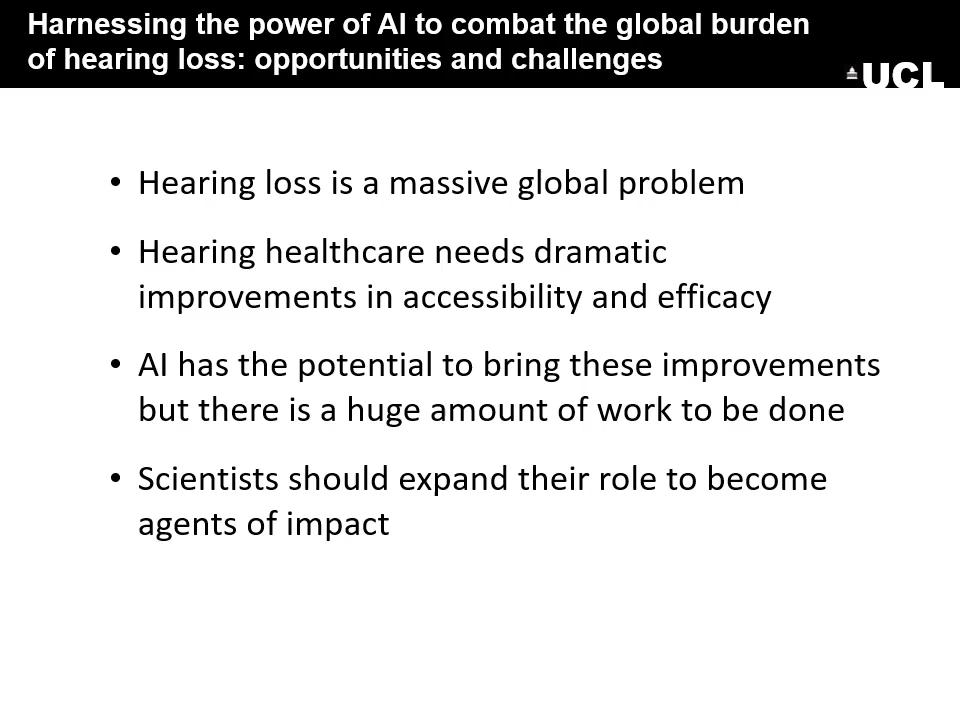 Harnessing the power of AI to combat the global burden
of hearing loss: opportunities and challenges
UCL
• Hearing loss is a massive global problem
• Hearing healthcare needs dramatic
improvements in accessibility and efficacy
• AI has the potential to bring these improvements
but there is a huge amount of work to be done
• Scientists should expand their role to become
agents of impact